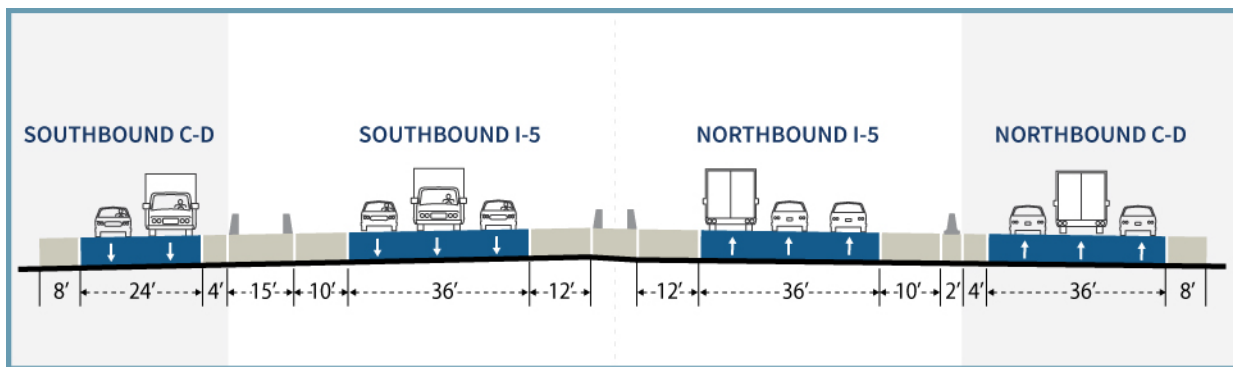 SOUTHBOUND C-D
SOUTHBOUND I-5
NORTHBOUND I-5
NORTHBOUND C-D
8’ 24’ 4’ 15’ 10’ 36’ 12’ 12’ 36’ 10’ 2’ 4’ 36’ 8’